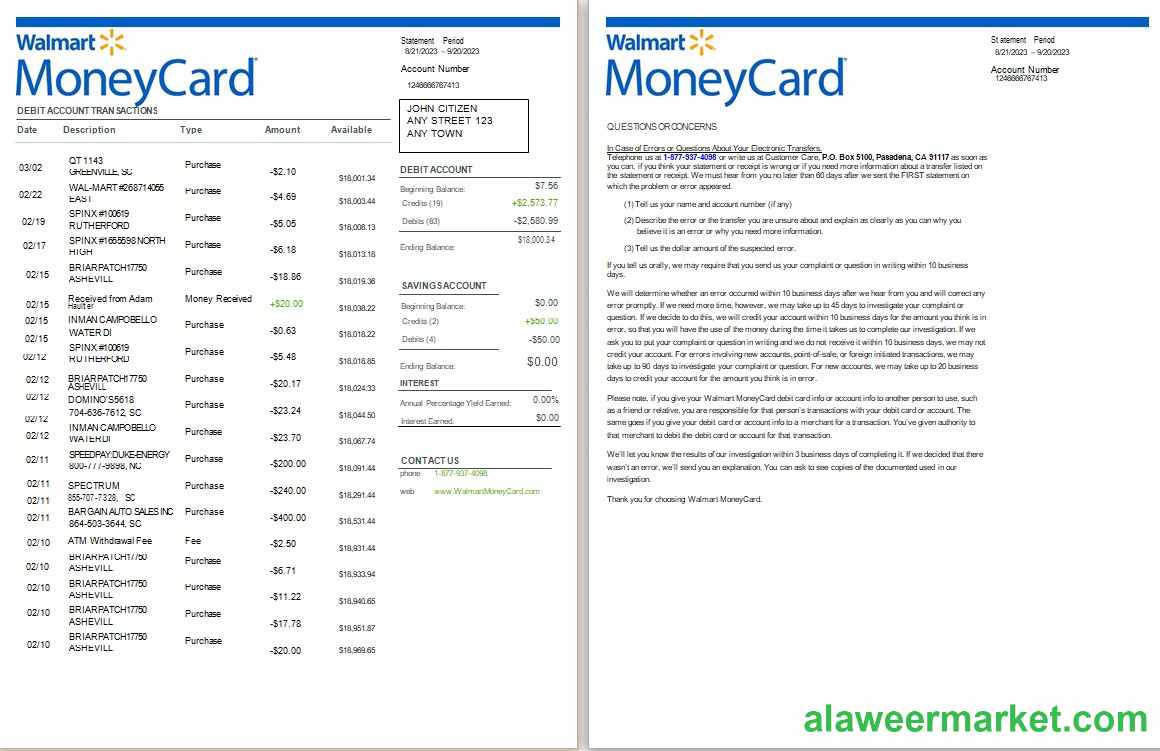 Walmart
MoneyCard
DEBIT ACCOUNT TRANSACTIONS
Date Description Type Amount Available
03/02 QT 1143 Purchase -$2.10 $18,001.34
GREENVILLE, SC
02/22 WAL-MART #268714055 Purchase -$4.69 $18,003.44
EAST
02/19 SPINX #100619 Purchase -$5.05 $18,008.13
RUTHERFORD
02/17 SPINX #1655598 NORTH Purchase -$6.18 $18,013.18
HIGH
02/15 BRIARPATCH17750 Purchase -$18.86 $18,019.36
ASHEVILL
02/15 Received from Adam Money Received +$20.00 $18,038.22
Haulter
02/15 INMAN CAMPOBELLO Purchase -$0.63 $18,018.22
02/15 WATER DI
02/12 SPINX #100619 Purchase -$5.48 $18,018.85
RUTHERFORD
02/12 BRIARPATCH17750 Purchase -$20.17 $18,024.33
ASHEVILL
02/12 DOMINO'S 5618 Purchase -$23.24 $18,044.50
02/12 704-636-7612, SC
02/12 INMAN CAMPOBELLO Purchase -$23.70 $18,067.74
WATER DI
02/11 SPEEDPAY:DUKE-ENERGY Purchase -$200.00 $18,091.44
800-777-9898, NC
02/11 SPECTRUM Purchase -$240.00 $18,291.44
02/11 855-707-7328, SC
02/11 BARGAIN AUTO SALES INC Purchase -$400.00 $18,531.44
864-503-3644, SC
02/10 ATM Withdrawal Fee Fee -$2.50 $18,931.44
02/10 BRIARPATCH17750 Purchase -$6.71 $18,933.94
ASHEVILL
02/10 BRIARPATCH17750 Purchase -$11.22 $18,940.65
ASHEVILL
02/10 BRIARPATCH17750 Purchase -$17.78 $18,951.87
ASHEVILL
02/10 BRIARPATCH17750 Purchase -$20.00 $18,969.65
ASHEVILL
Statement Period
8/21/2023 – 9/20/2023
Account Number
1246666767413
JOHN CITIZEN
ANY STREET 123
ANY TOWN
DEBIT ACCOUNT
Beginning Balance: $7.56
Credits (19) +$2,573.77
Debits (83) -$2,580.99
Ending Balance: $18,000.34
SAVINGS ACCOUNT
Beginning Balance: $0.00
Credits (2) +$50.00
Debits (4) -$50.00
Ending Balance: $0.00
INTEREST
Annual Percentage Yield Earned: 0.00%
Interest Earned: $0.00
CONTACT US
phone 1-877-937-4098
web www.WalmartMoneyCard.com
Walmart
MoneyCard
Statement Period
8/21/2023 – 9/20/2023
Account Number
1246666767413
QUESTIONS OR CONCERNS
In Case of Errors or Questions About Your Electronic Transfers.
Telephone us at 1-877-937-4098 or write us at Customer Care, P.O. Box 5100, Pasadena, CA 91117 as soon as
you can, if you think your statement or receipt is wrong or if you need more information about a transfer listed on
the statement or receipt. We must hear from you no later than 60 days after we sent the FIRST statement on
which the problem or error appeared.
(1) Tell us your name and account number (if any)
(2) Describe the error or the transfer you are unsure about and explain as clearly as you can why you
believe it is an error or why you need more information.
(3) Tell us the dollar amount of the suspected error.
If you tell us orally, we may require that you send us your complaint or question in writing within 10 business
days.
We will determine whether an error occurred within 10 business days after we hear from you and will correct any
error promptly. If we need more time, however, we may take up to 45 days to investigate your complaint or
question. If we decide to do this, we will credit your account within 10 business days for the amount you think is in
error, so that you will have the use of the money during the time it takes us to complete our investigation. If we
ask you to put your complaint or question in writing and we do not receive it within 10 business days, we may not
credit your account. For errors involving new accounts, point-of-sale, or foreign initiated transactions, we may
take up to 90 days to investigate your complaint or question. For new accounts, we may take up to 20 business
days to credit your account for the amount you think is in error.
Please note, if you give your Walmart MoneyCard debit card info or account info to another person to use, such
as a friend or relative, you are responsible for that person's transactions with your debit card or account. The
same goes if you give your debit card or account info to a merchant for a transaction. You've given authority to
that merchant to debit the debit card or account for that transaction.
We'll let you know the results of our investigation within 3 business days of completing it. If we decided that there
wasn't an error, we'll send you an explanation. You can ask to see copies of the documented used in our
investigation.
Thank you for choosing Walmart MoneyCard.
alaweermarket.com